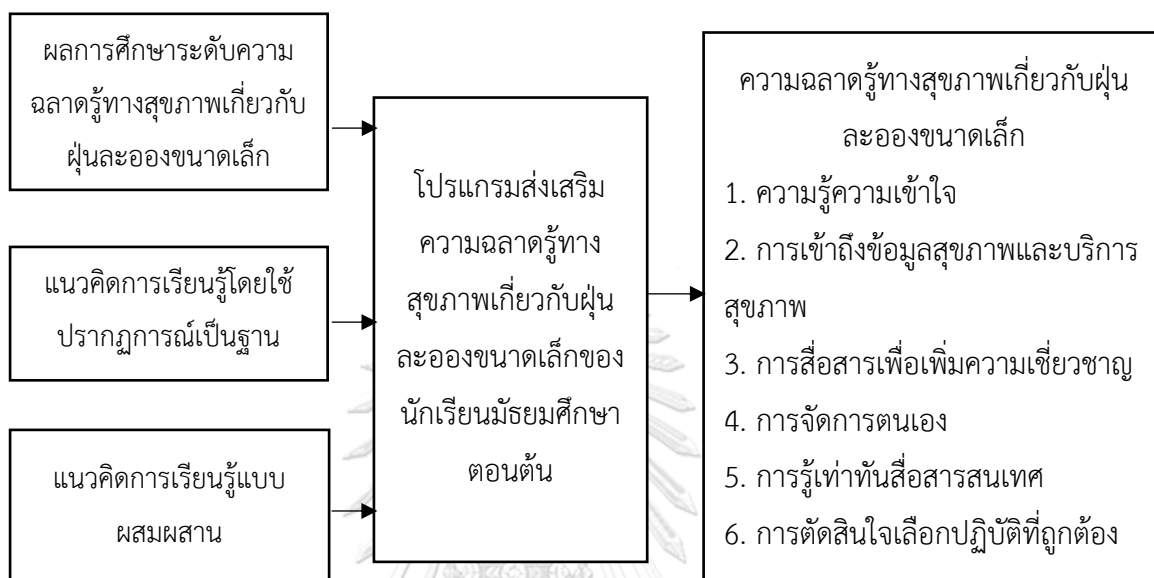 ผลการศึกษาระดับความ
ฉลาดรู้ทางสุขภาพเกี่ยวกับ
ฝุ่นละอองขนาดเล็ก
แนวคิดการเรียนรู้โดยใช้
ปรากฏการณ์เป็นฐาน
แนวคิดการเรียนรู้แบบ
ผสมผสาน
โปรแกรมส่งเสริม
ความฉลาดรู้ทาง
สุขภาพเกี่ยวกับฝุ่น
ละอองขนาดเล็กของ
นักเรียนมัธยมศึกษา
ตอนต้น
ความฉลาดรู้ทางสุขภาพเกี่ยวกับฝุ่น
ละอองขนาดเล็ก
1. ความรู้ความเข้าใจ
2. การเข้าถึงข้อมูลสุขภาพและบริการ
สุขภาพ
3. การสื่อสารเพื่อเพิ่มความเชี่ยวชาญ
4. การจัดการตนเอง
5. การรู้เท่าทันสื่อสารสนเทศ
6. การตัดสินใจเลือกปฏิบัติที่ถูกต้อง